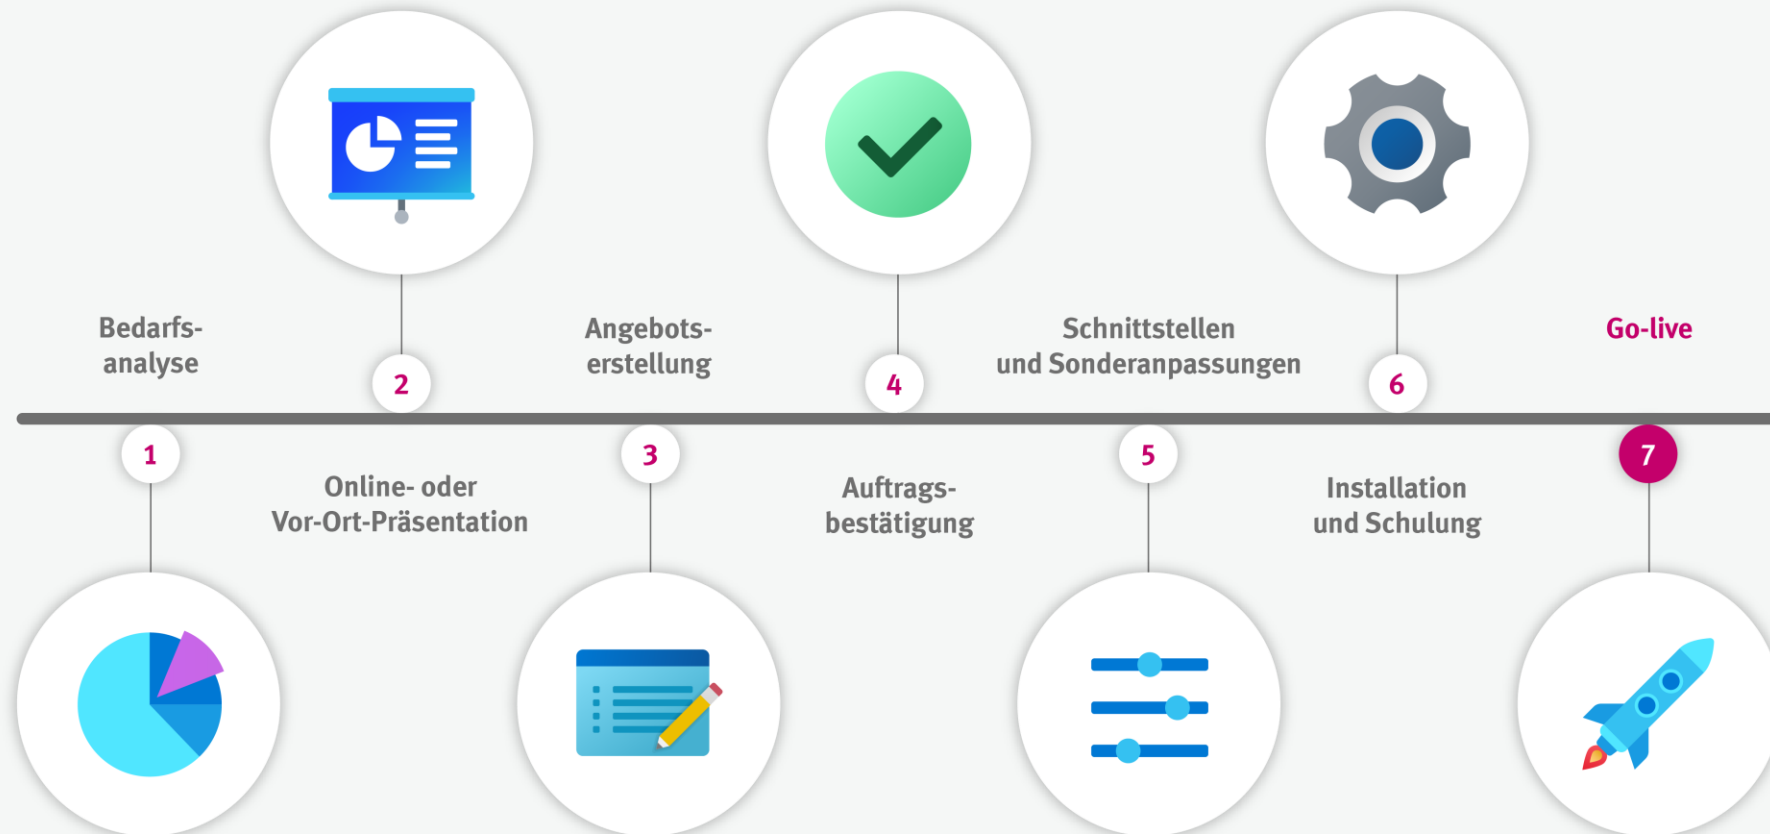 Bedarfs-
analyse
1
2
Online- oder
Vor-Ort-Präsentation
Angebots-
erstellung
3
4
Auftrags-
bestätigung
Schnittstellen
und Sonderanpassungen
5
6
Installation
und Schulung
Go-live
7